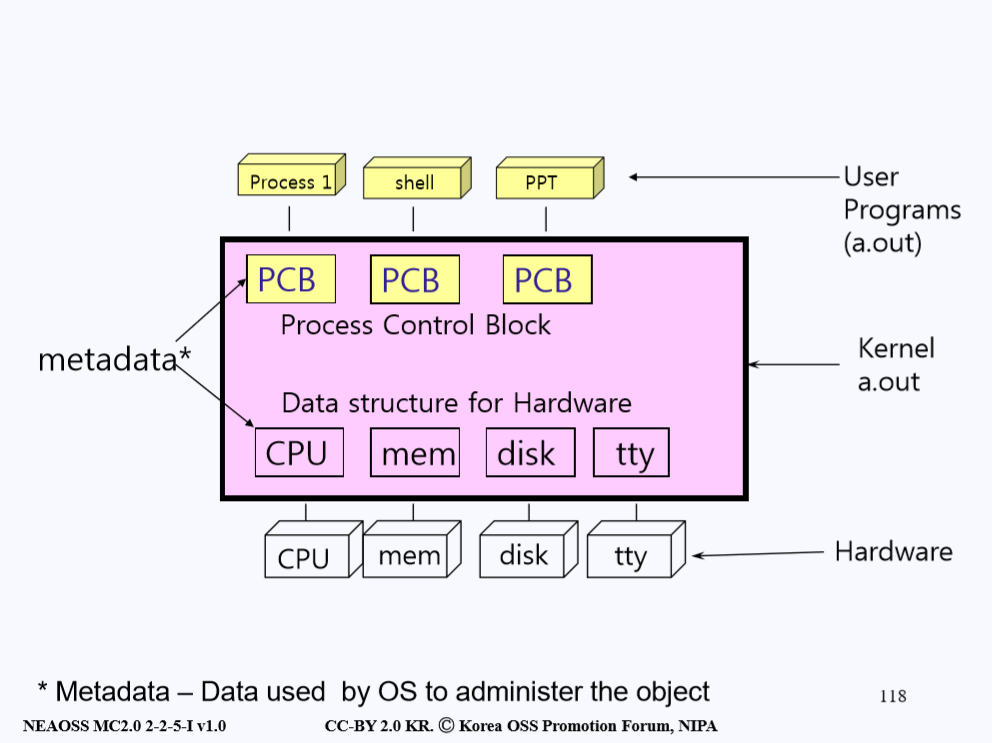 Process 1
shell
PPT
User
Programs
(a.out)
PCB
PCB
PCB
Process Control Block
metadata*
Kernel
a.out
Data structure for Hardware
CPU
mem
disk
tty
CPU
mem
disk
tty
Hardware
* Metadata – Data used by OS to administer the object
118
NEAOSS MC2.0 2-2-5-I v1.0
CC-BY 2.0 KR. Ⓒ Korea OSS Promotion Forum, NIPA